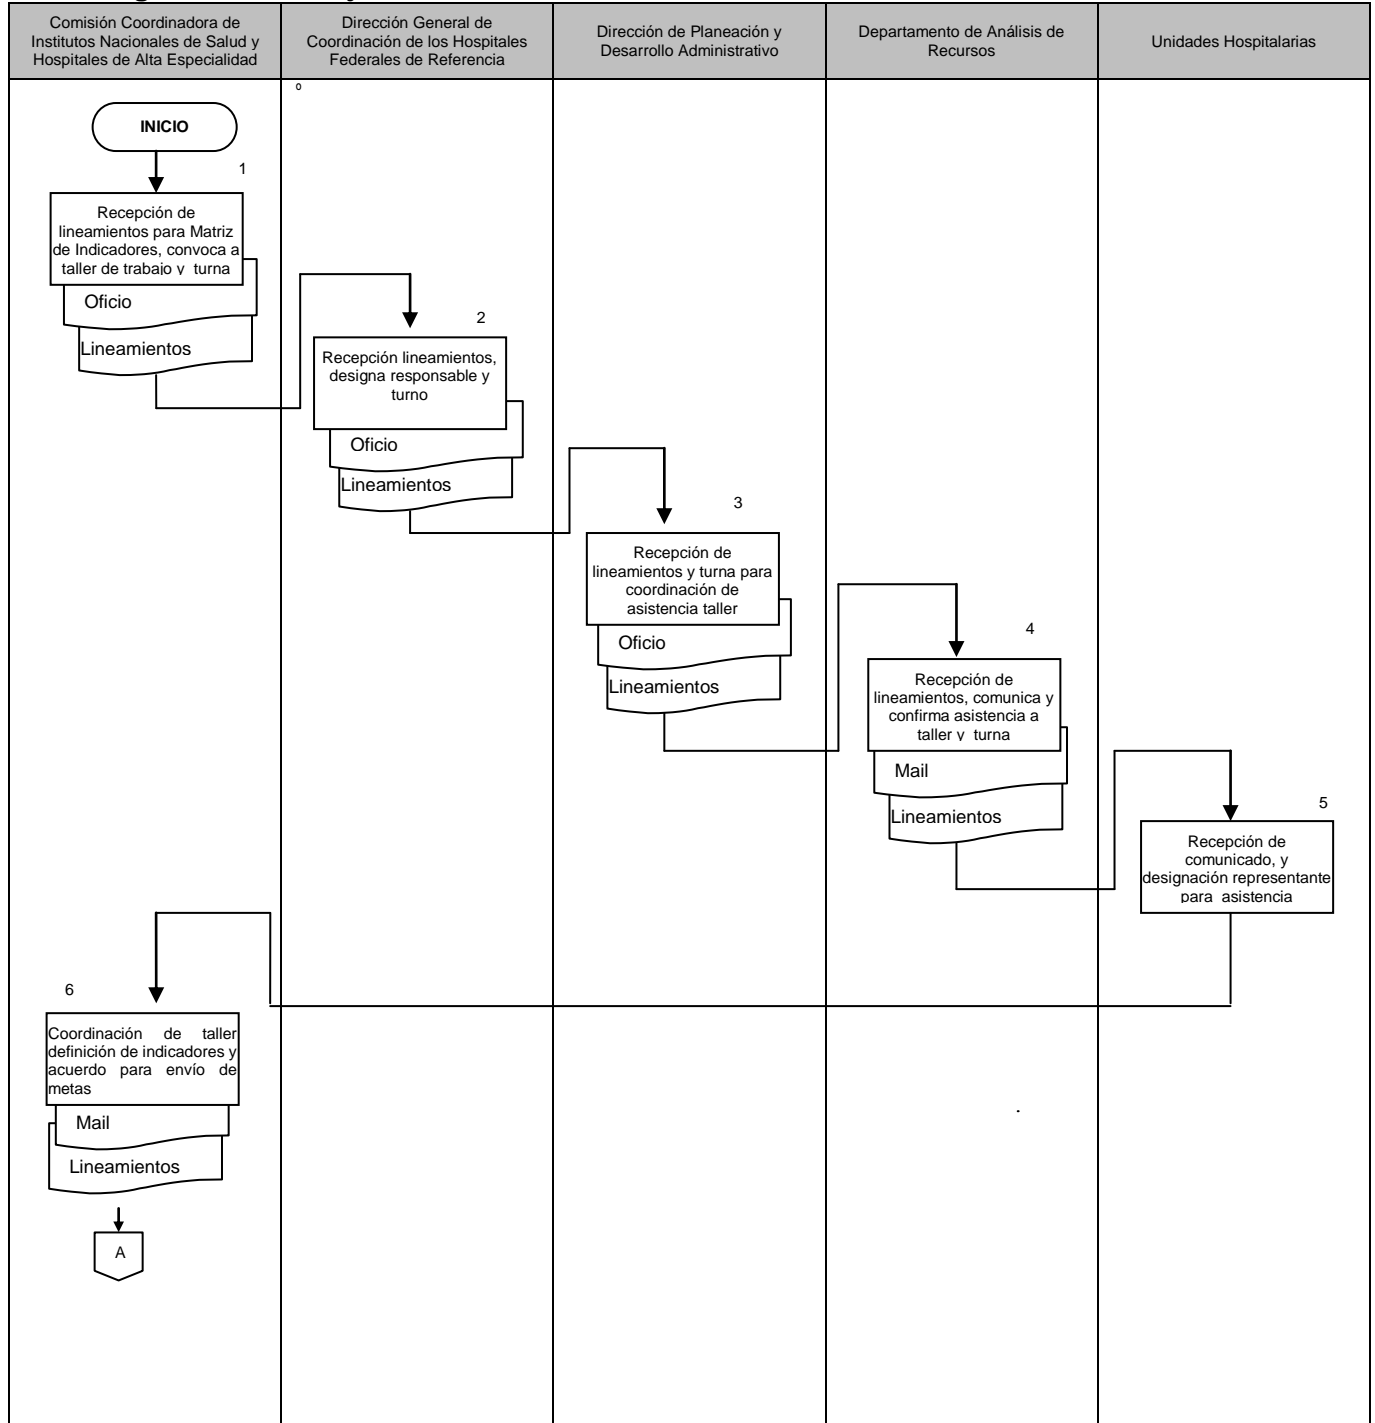 Comisión Coordinadora de
Institutos Nacionales de Salud y
Hospitales de Alta Especialidad
Dirección General de
Coordinación de los Hospitales
Federales de Referencia
Dirección de Planeación y
Desarrollo Administrativo
Departamento de Análisis de
Recursos
Unidades Hospitalarias
o
INICIO
1
Recepción de
lineamientos para Matriz
de Indicadores, convoca a
taller de trabajo y turna
Oficio
Lineamientos
2
Recepción lineamientos,
designa responsable y
turno
Oficio
Lineamientos
3
Recepción de
lineamientos y turna para
coordinación de
asistencia taller
Oficio
Lineamientos
4
Recepción de
lineamientos, comunica y
confirma asistencia a
taller y turna
Mail
Lineamientos
5
Recepción de
comunicado, y
designación representante
para asistencia
6
Coordinación de taller
definición de indicadores y
acuerdo para envío de
metas
Mail
Lineamientos
.
A